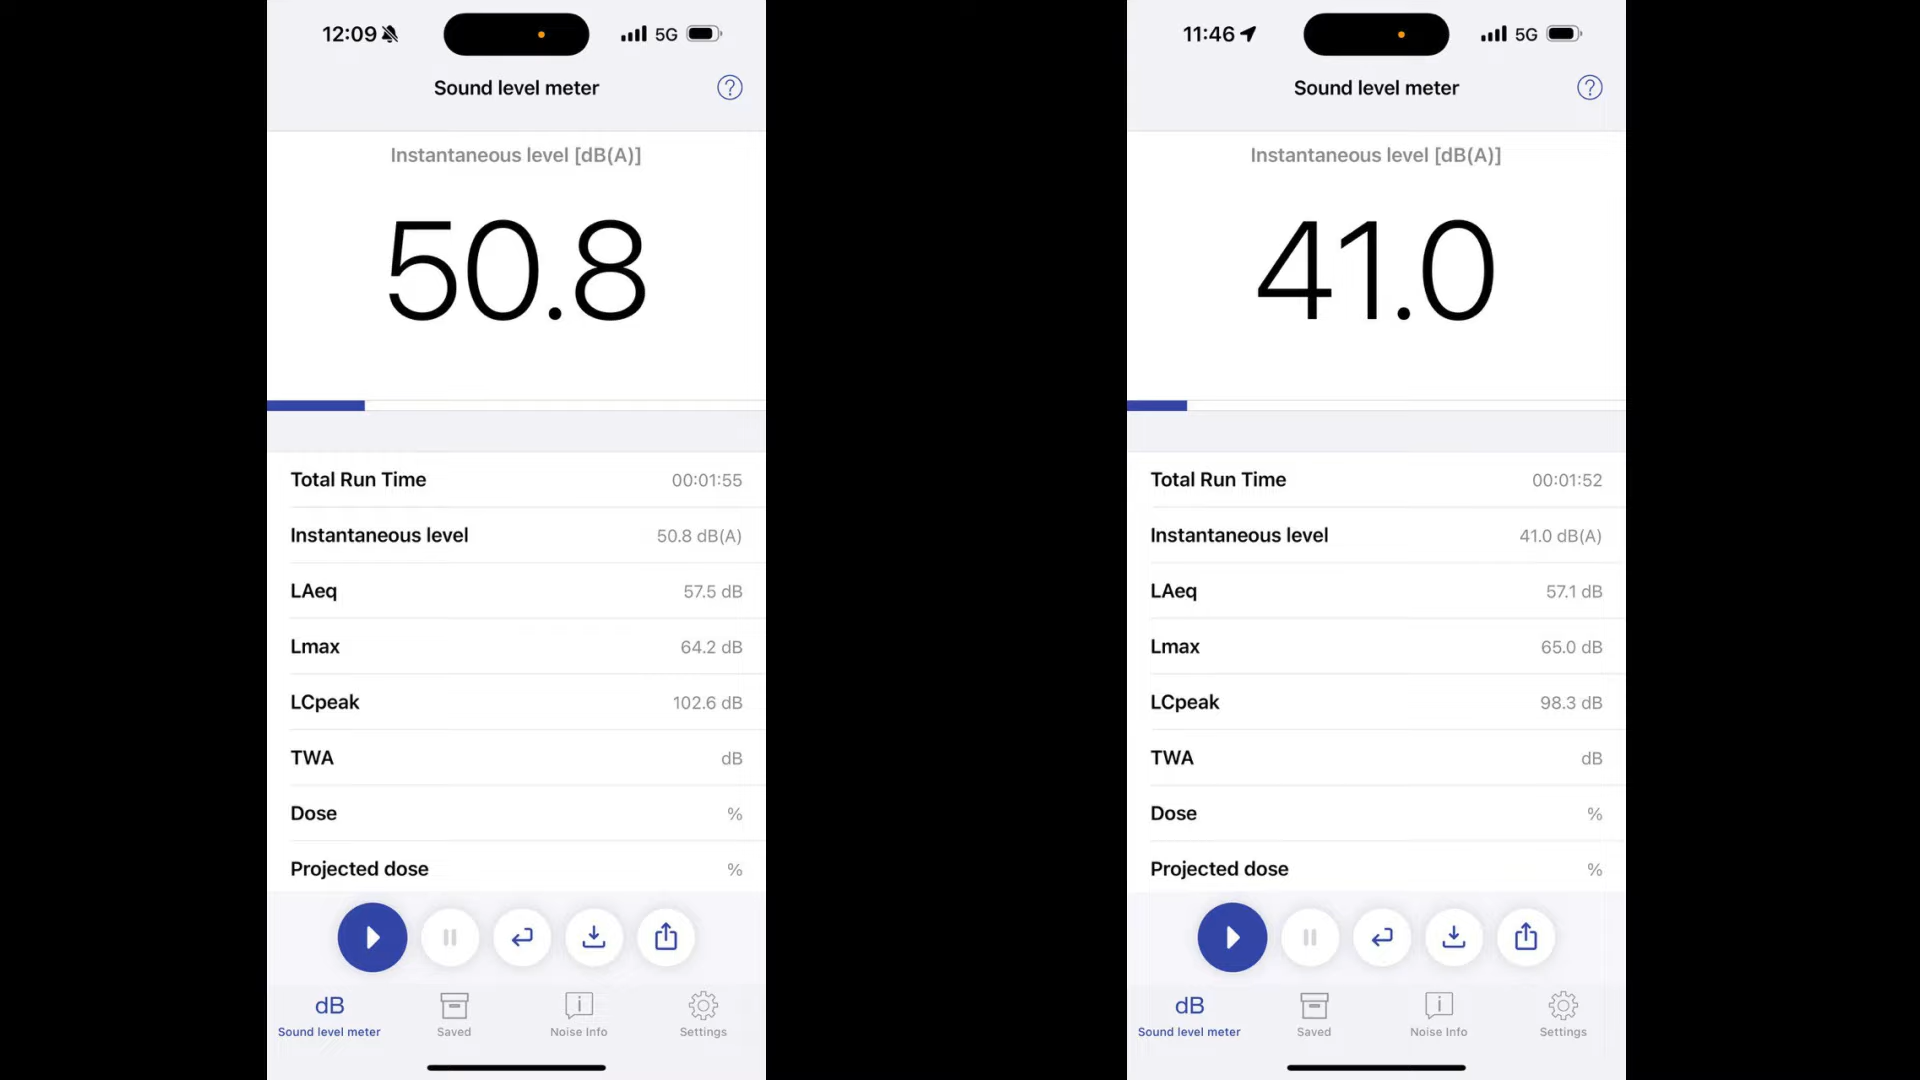 12:09
5G
Sound level meter
?
Instantaneous level [dB(A)]
50.8
Total Run Time 00:01:55
Instantaneous level 50.8 dB(A)
LAeq 57.5 dB
Lmax 64.2 dB
LCpeak 102.6 dB
TWA dB
Dose %
Projected dose %
dB
Sound level meter
Saved
Noise Info
Settings
11:46
5G
Sound level meter
?
Instantaneous level [dB(A)]
41.0
Total Run Time 00:01:52
Instantaneous level 41.0 dB(A)
LAeq 57.1 dB
Lmax 65.0 dB
LCpeak 98.3 dB
TWA dB
Dose %
Projected dose %
dB
Sound level meter
Saved
Noise Info
Settings